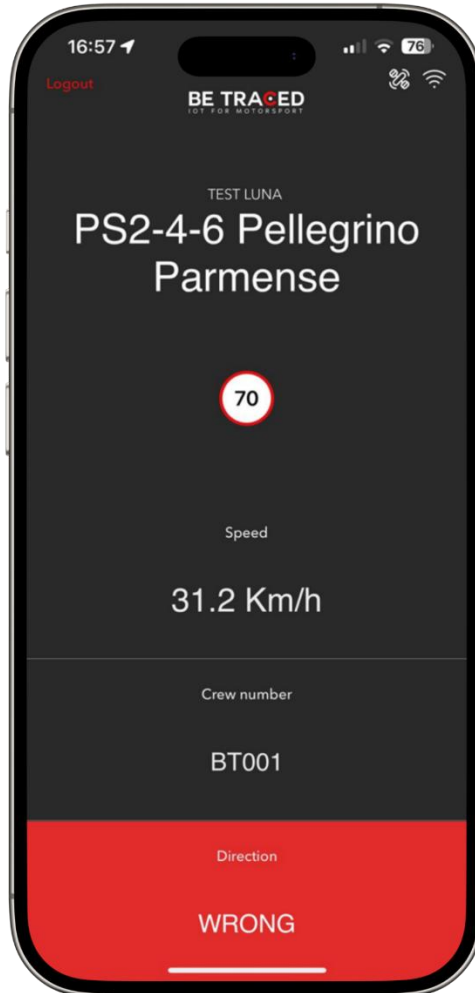 16:57
76
Logout
BE TRACED
IOT FOR MOTORSPORT
TEST LUNA
PS2-4-6 Pellegrino
Parmense
70
Speed
31.2 Km/h
Crew number
BT001
Direction
WRONG